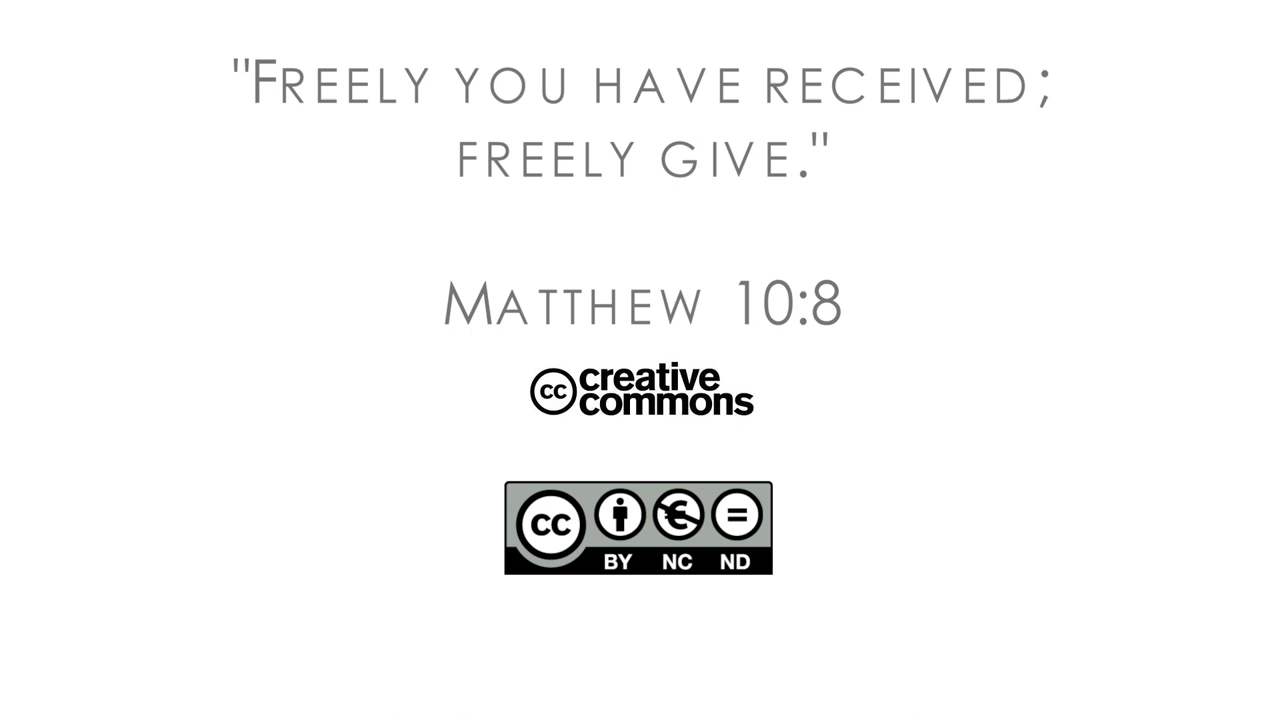 "Freely you have received;
freely give."
Matthew 10:8
cc creative
commons
cc BY NC ND